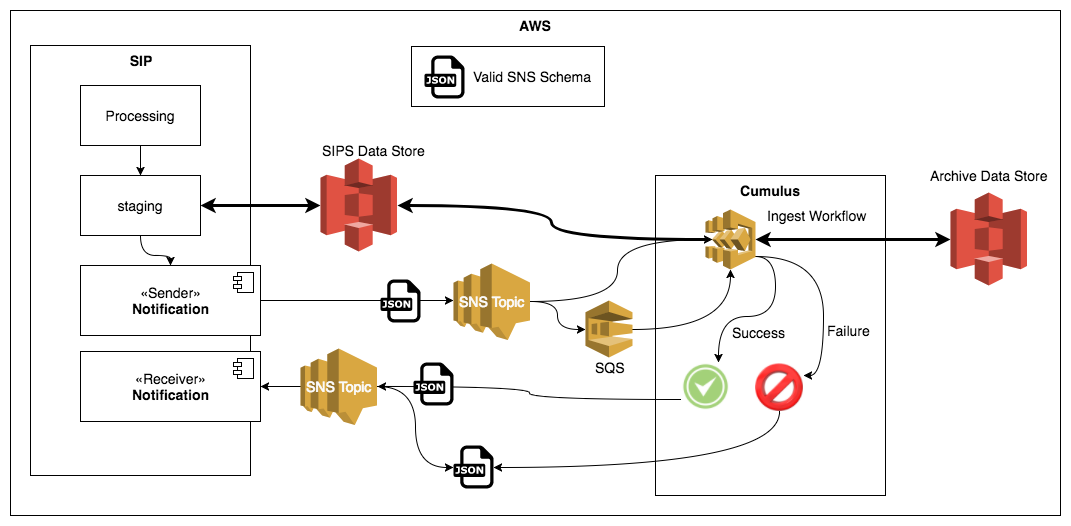 AWS
SIP
JSON
Valid SNS Schema
Processing
SIPS Data Store
staging
Cumulus
Ingest Workflow
Archive Data Store
«Sender»
Notification
JSON
SNS Topic
SQS
Success
Failure
«Receiver»
Notification
SNS Topic
JSON
JSON